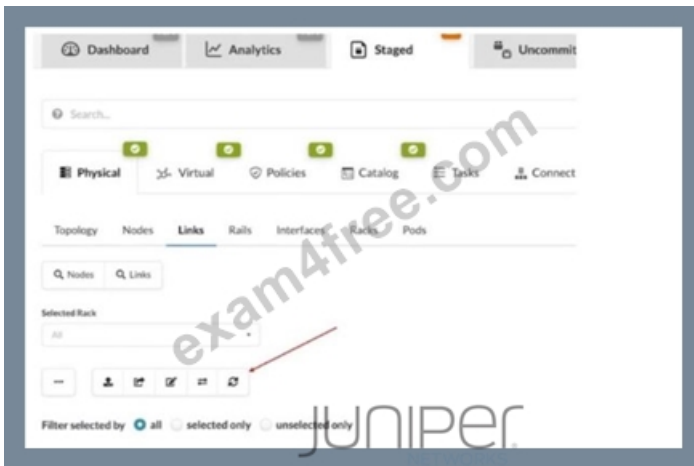 Dashboard Analytics Staged Uncommit
Search...
Physical Virtual Policies Catalog Tasks Connect
Topology Nodes Links Rails Interfaces Racks Pods
Nodes Links
Selected Rack
All
Filter selected by all selected only unselected only
exam4free.com
JUNIPER
NETWORKS